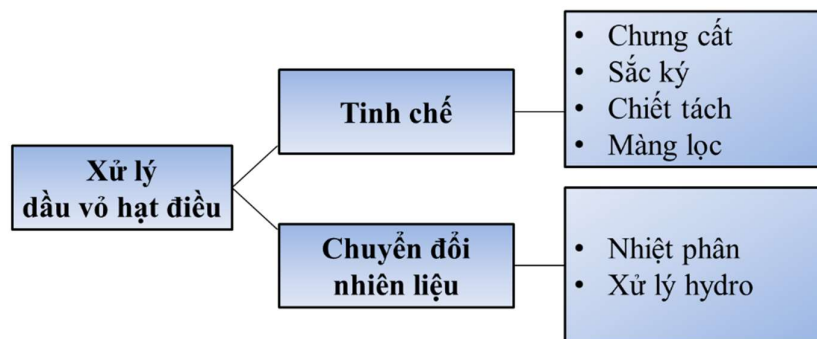 Xử lý
dầu vỏ hạt điều
Tinh chế
• Chưng cất
• Sắc ký
• Chiết tách
• Màng lọc
Chuyển đổi
nhiên liệu
• Nhiệt phân
• Xử lý hydro